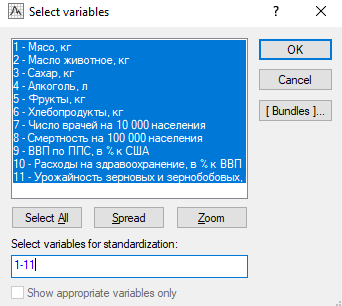 Select variables
?
1 - Мясо, кг
2 - Масло животное, кг
3 - Сахар, кг
4 - Алкоголь, л
5 - Фрукты, кг
6 - Хлебопродукты, кг
7 - Число врачей на 10 000 населения
8 - Смертность на 100 000 населения
9 - ВВП по ППС, в % к США
10 - Расходы на здравоохранение, в % к ВВП
11 - Урожайность зерновых и зернобобовых,
OK
Cancel
[ Bundles ]...
Select All
Spread
Zoom
Select variables for standardization:
1-11
Show appropriate variables only